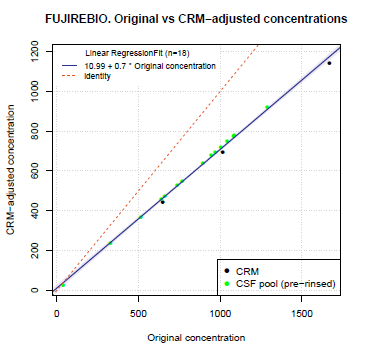 FUJIREBIO. Original vs CRM−adjusted concentrations
Linear RegressionFit (n=18)
10.99 + 0.7 * Original concentration
Identity
CRM−adjusted concentration
1200
1000
800
600
400
200
0
CRM
CSF pool (pre−rinsed)
0 500 1000 1500
Original concentration